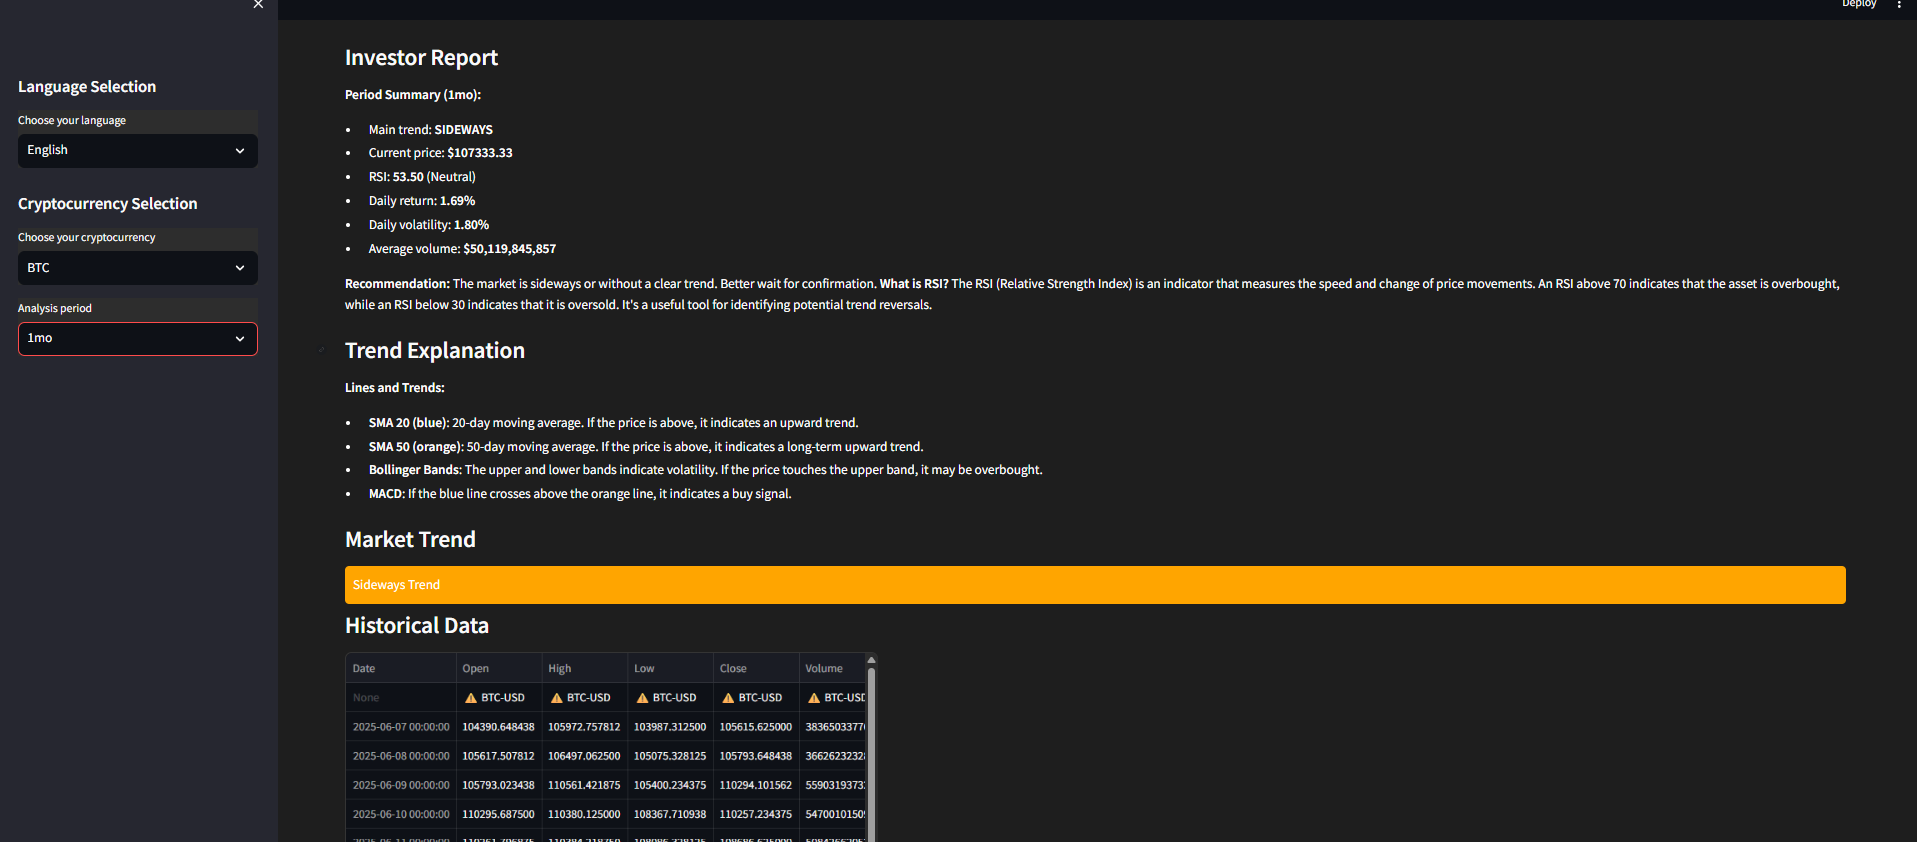 Deploy
Language Selection
Choose your language
English
Cryptocurrency Selection
Choose your cryptocurrency
BTC
Analysis period
1mo
Investor Report
Period Summary (1mo):
Main trend: SIDEWAYS
Current price: $107333.33
RSI: 53.50 (Neutral)
Daily return: 1.69%
Daily volatility: 1.80%
Average volume: $50,119,845,857
Recommendation: The market is sideways or without a clear trend. Better wait for confirmation. What is RSI? The RSI (Relative Strength Index) is an indicator that measures the speed and change of price movements. An RSI above 70 indicates that the asset is overbought,
while an RSI below 30 indicates that it is oversold. It's a useful tool for identifying potential trend reversals.
Trend Explanation
Lines and Trends:
SMA 20 (blue): 20-day moving average. If the price is above, it indicates an upward trend.
SMA 50 (orange): 50-day moving average. If the price is above, it indicates a long-term upward trend.
Bollinger Bands: The upper and lower bands indicate volatility. If the price touches the upper band, it may be overbought.
MACD: If the blue line crosses above the orange line, it indicates a buy signal.
Market Trend
Sideways Trend
Historical Data
Date Open High Low Close Volume
None BTC-USD BTC-USD BTC-USD BTC-USD BTC-USD
2025-06-07 00:00:00 104390.648438 105972.757812 103987.312500 105615.625000 3836503377
2025-06-08 00:00:00 105617.507812 106497.062500 105075.328125 105793.648438 3662623232
2025-06-09 00:00:00 105793.023438 110561.421875 105400.234375 110294.101562 5590319373
2025-06-10 00:00:00 110295.687500 110380.125000 108367.710938 110257.234375 5470010150